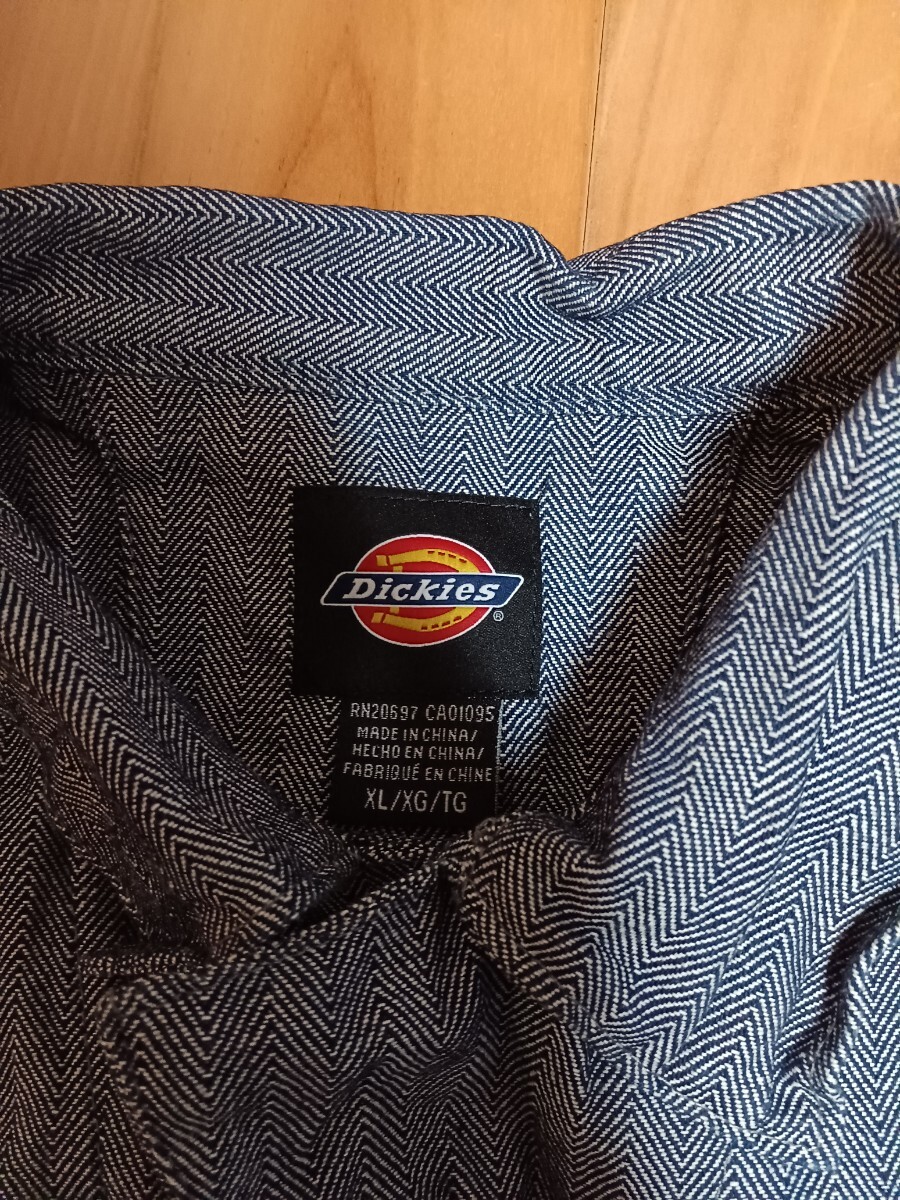 Dickies
®
RN20697 CA01095
MADE IN CHINA/
HECHO EN CHINA/
FABRIQUÉ EN CHINE
XL/XG/TG